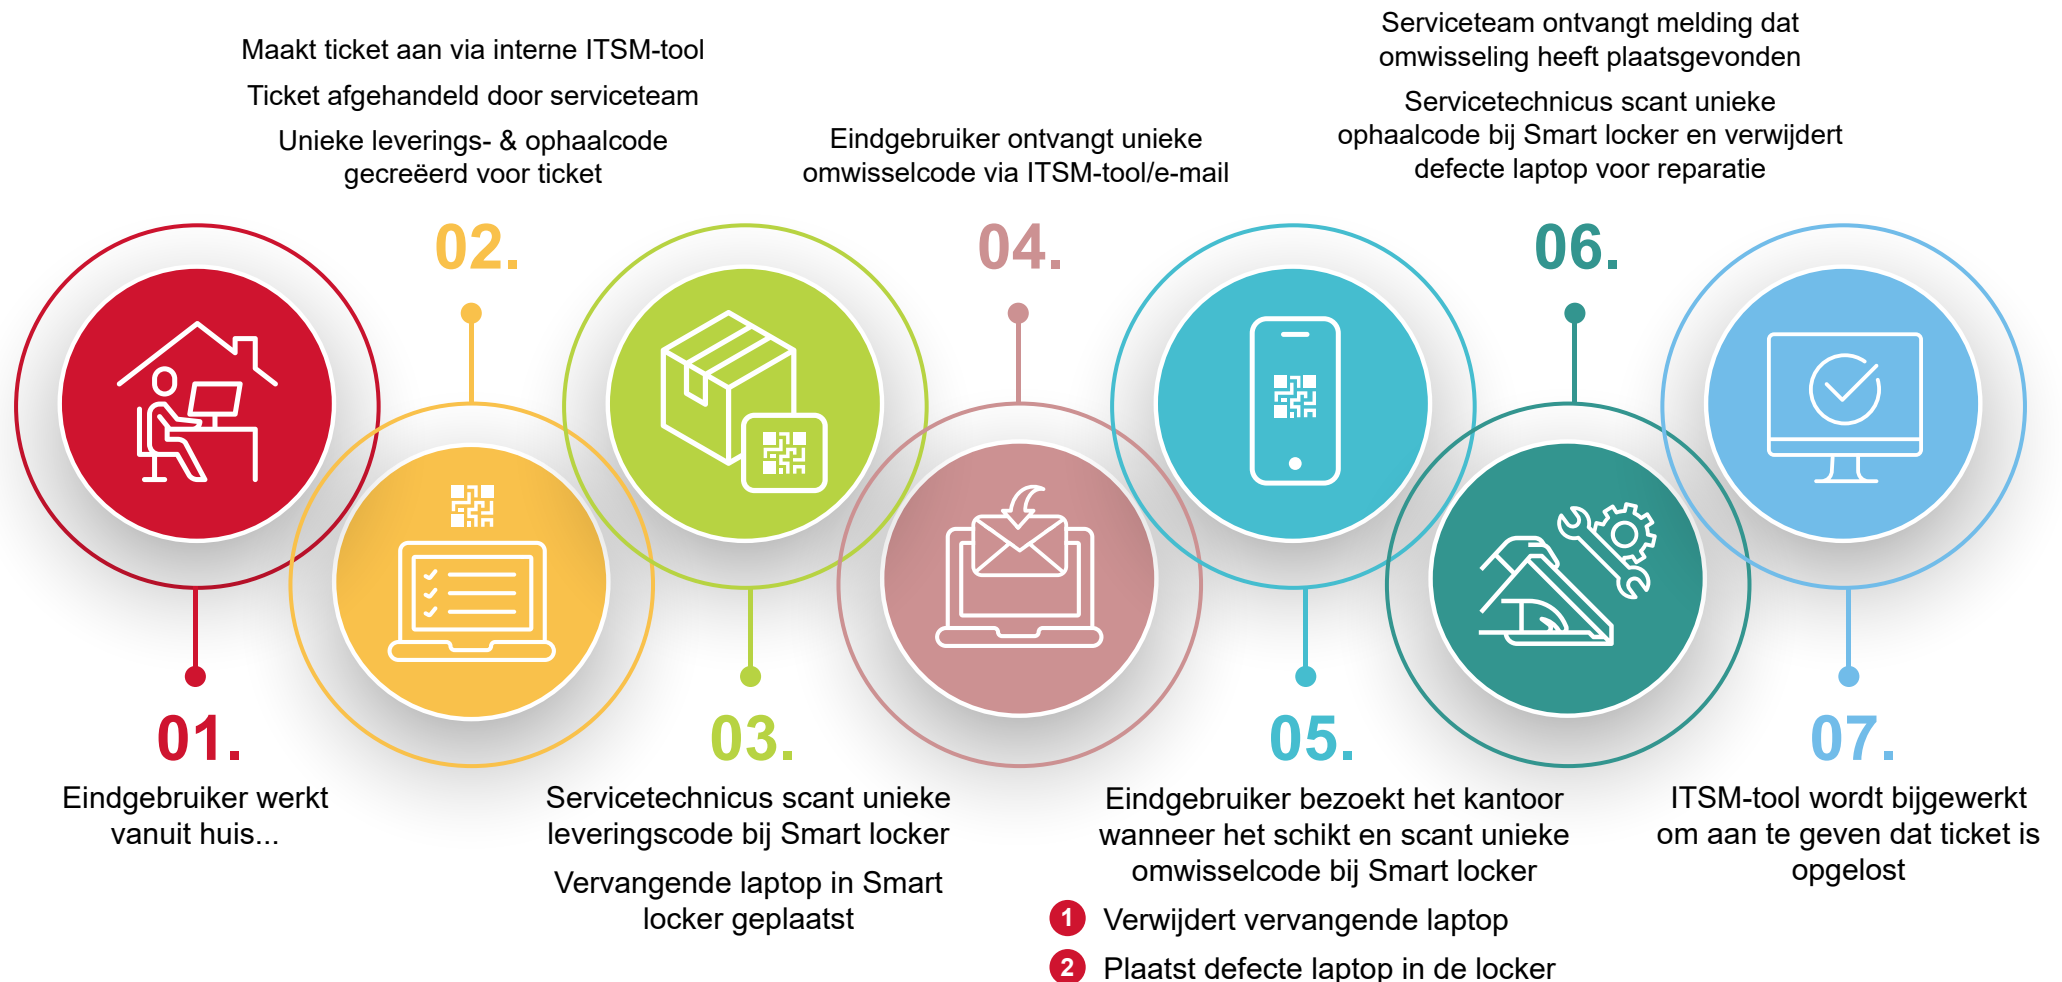 01.
Eindgebruiker werkt
vanuit huis...
Maakt ticket aan via interne ITSM-tool
Ticket afgehandeld door serviceteam
Unieke leverings- & ophaalcode
gecreëerd voor ticket
02.
03.
Servicetechnicus scant unieke
leveringscode bij Smart locker
Vervangende laptop in Smart
locker geplaatst
Eindgebruiker ontvangt unieke
omwisselcode via ITSM-tool/e-mail
04.
05.
Eindgebruiker bezoekt het kantoor
wanneer het schikt en scant unieke
omwisselcode bij Smart locker
1 Verwijdert vervangende laptop
2 Plaatst defecte laptop in de locker
Serviceteam ontvangt melding dat
omwisseling heeft plaatsgevonden
Servicetechnicus scant unieke
ophaalcode bij Smart locker en verwijdert
defecte laptop voor reparatie
06.
07.
ITSM-tool wordt bijgewerkt
om aan te geven dat ticket is
opgelost